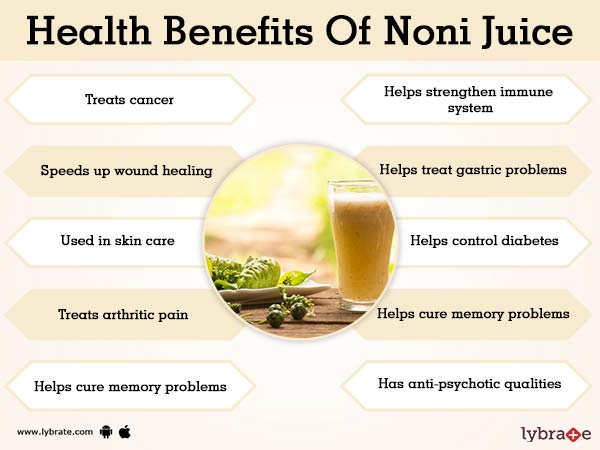 Health Benefits Of Noni Juice
Treats cancer
Helps strengthen immune
system
Speeds up wound healing
Helps treat gastric problems
Used in skin care
Helps control diabetes
Treats arthritic pain
Helps cure memory problems
Helps cure memory problems
Has anti-psychotic qualities
www.lybrate.com
lybrate